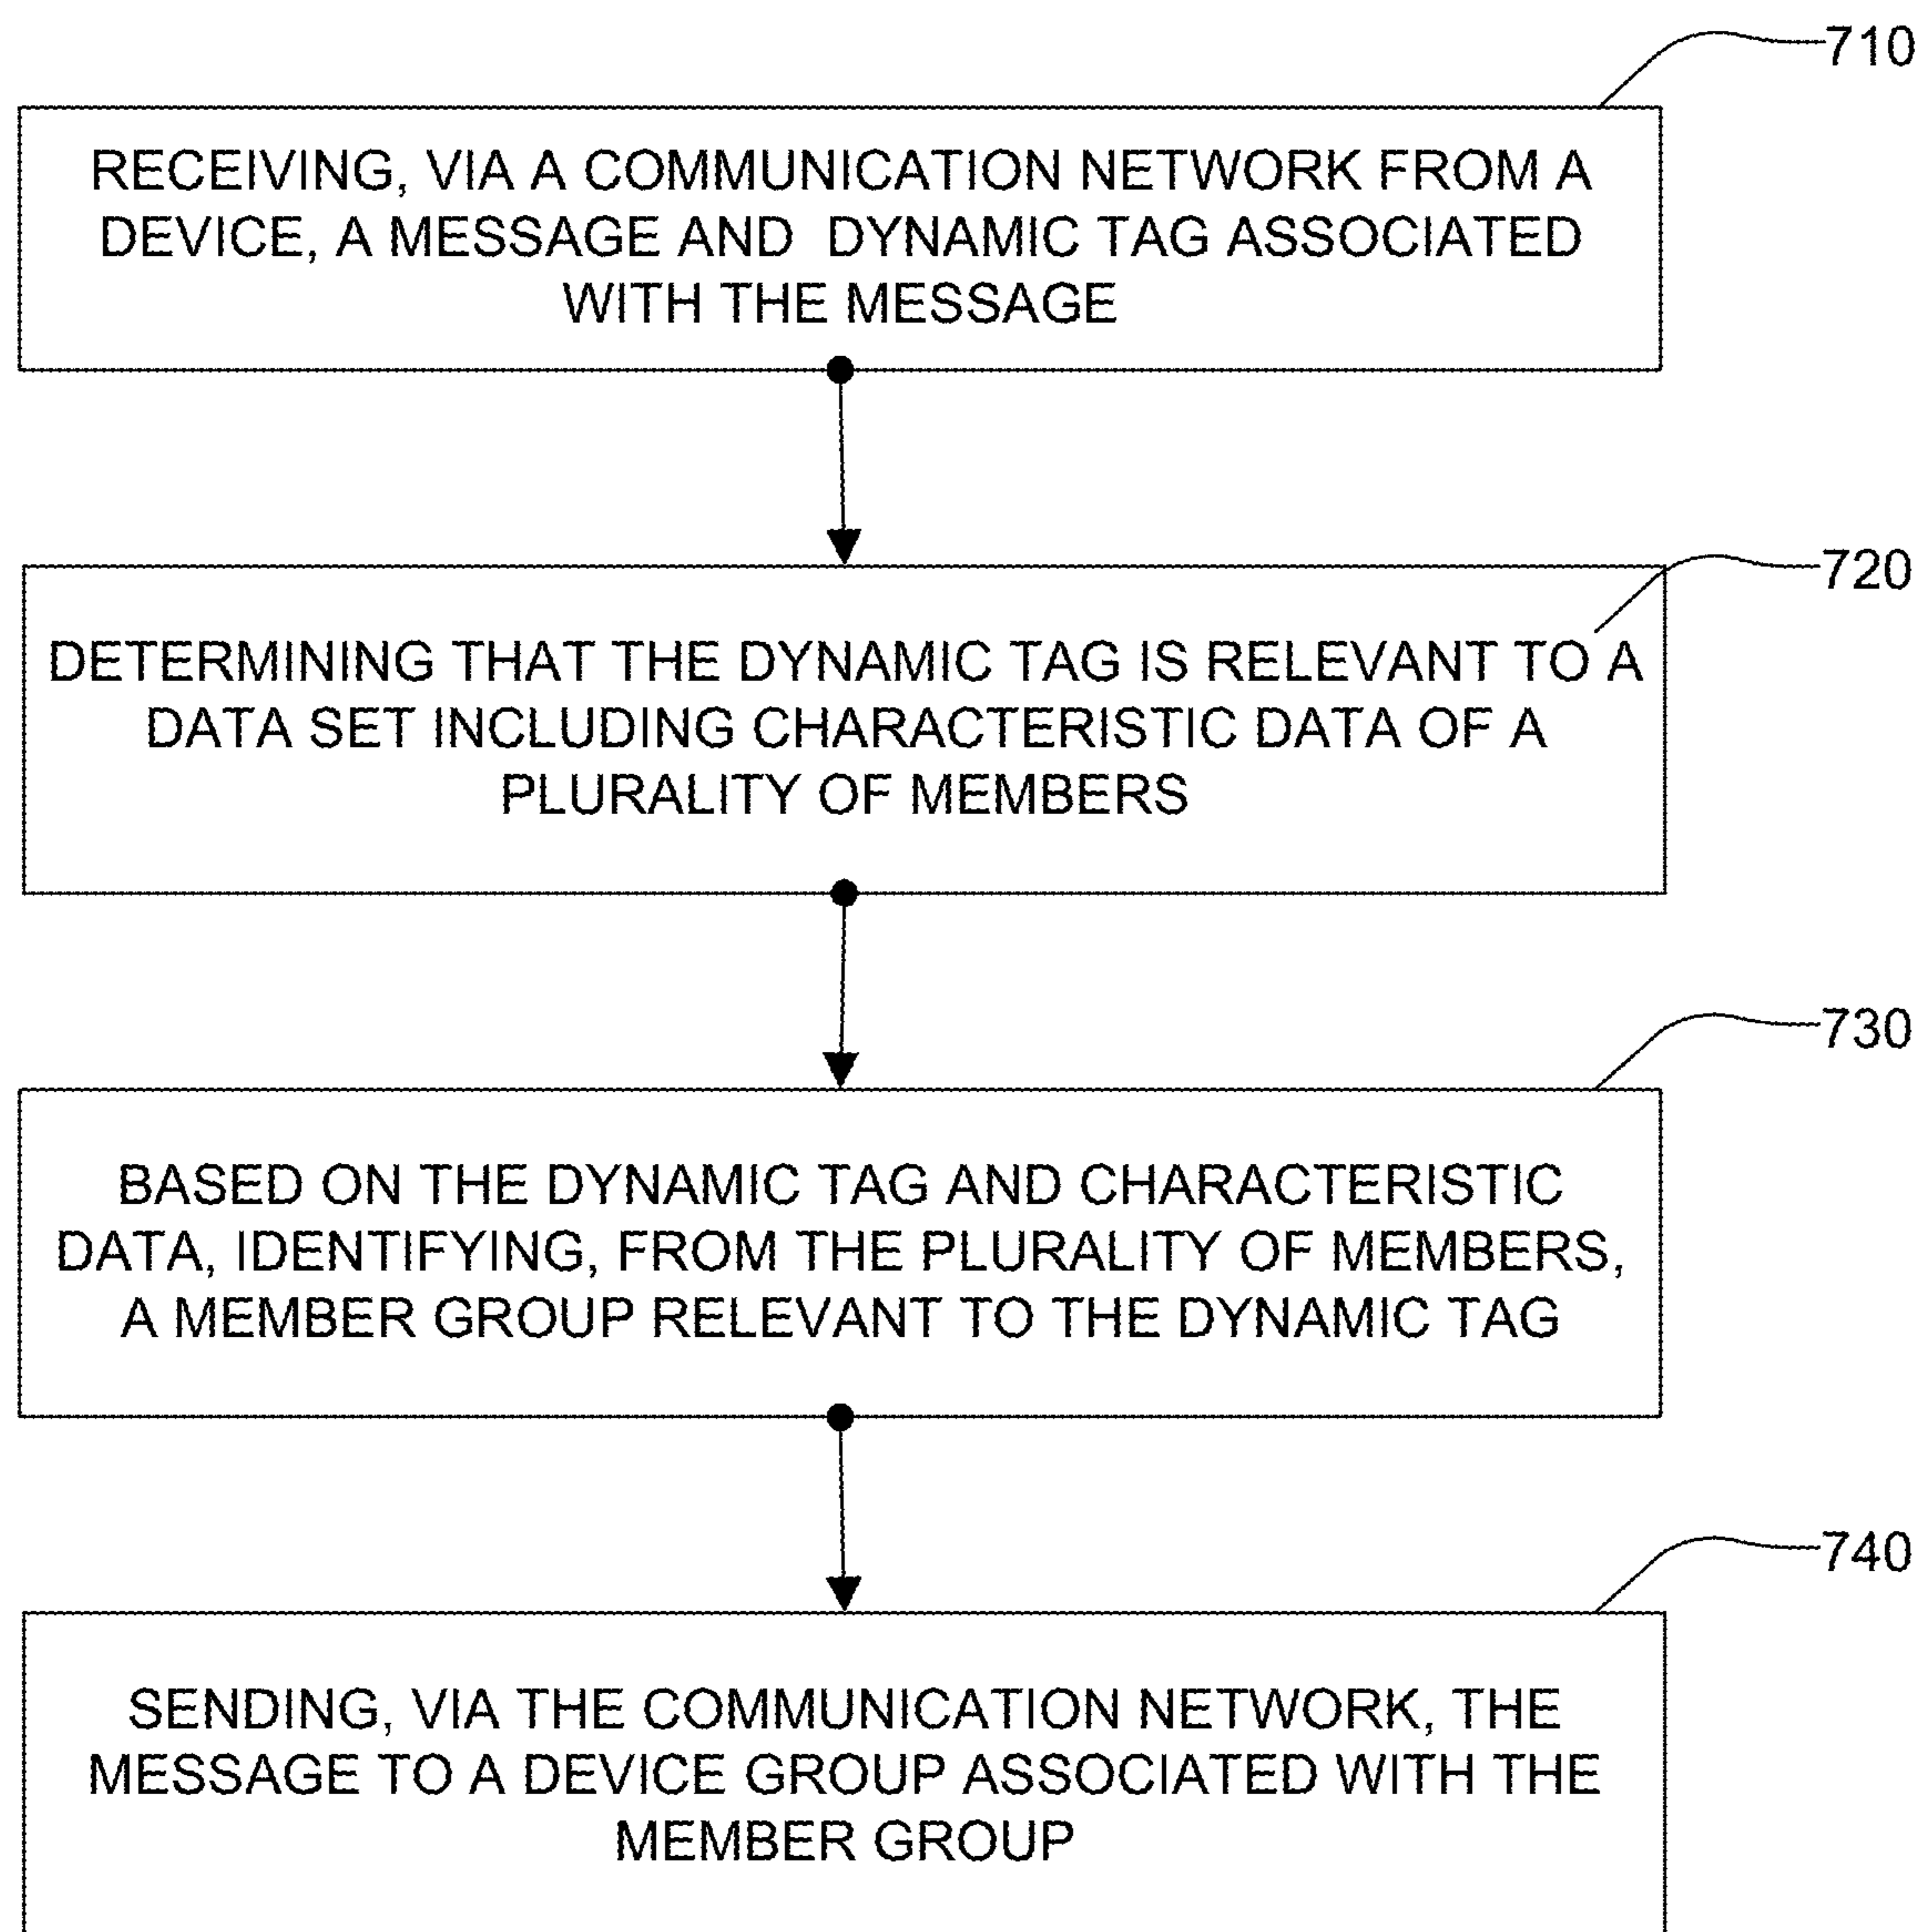 710
RECEIVING, VIA A COMMUNICATION NETWORK FROM A
DEVICE, A MESSAGE AND DYNAMIC TAG ASSOCIATED
WITH THE MESSAGE
720
DETERMINING THAT THE DYNAMIC TAG IS RELEVANT TO A
DATA SET INCLUDING CHARACTERISTIC DATA OF A
PLURALITY OF MEMBERS
730
BASED ON THE DYNAMIC TAG AND CHARACTERISTIC
DATA, IDENTIFYING, FROM THE PLURALITY OF MEMBERS,
A MEMBER GROUP RELEVANT TO THE DYNAMIC TAG
740
SENDING, VIA THE COMMUNICATION NETWORK, THE
MESSAGE TO A DEVICE GROUP ASSOCIATED WITH THE
MEMBER GROUP